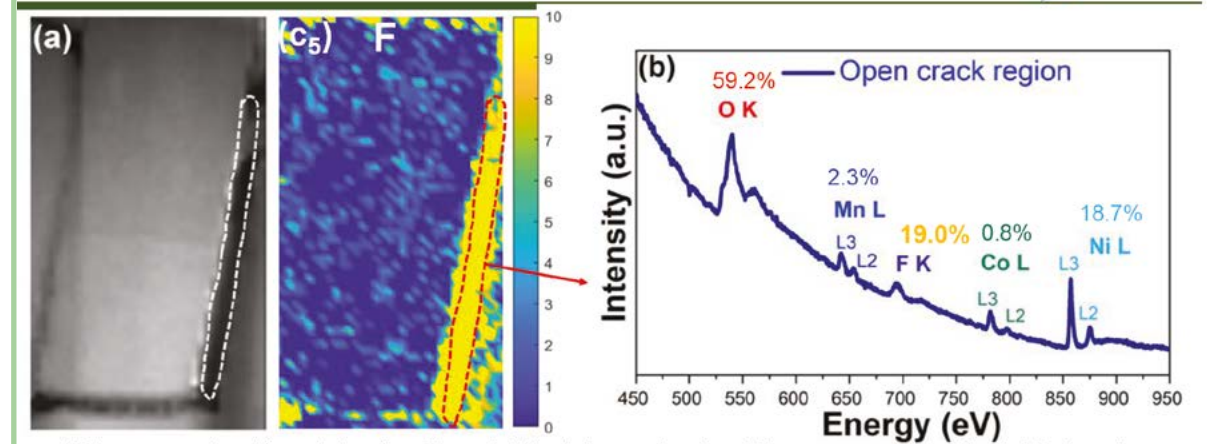 (a)
(c5) F
10
9
8
7
6
5
4
3
2
1
0
(b)
Open crack region
59.2%
O K
2.3%
Mn L
L3
L2
19.0%
F K
0.8%
Co L
L3
L2
18.7%
Ni L
L3
L2
Intensity (a.u.)
450 500 550 600 650 700 750 800 850 900 950
Energy (eV)